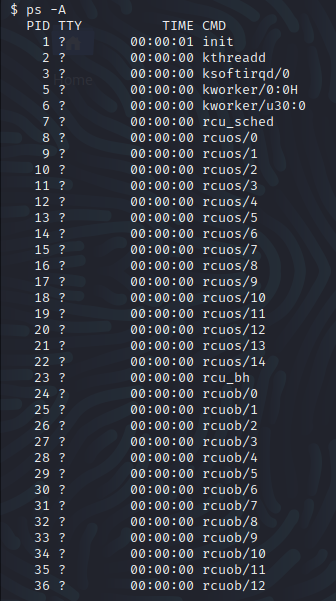 $ ps -A
  PID TTY          TIME CMD
    1 ?        00:00:01 init
    2 ?        00:00:00 kthreadd
    3 ?        00:00:00 ksoftirqd/0
    5 ?        00:00:00 kworker/0:0H
    6 ?        00:00:00 kworker/u30:0
    7 ?        00:00:00 rcu_sched
    8 ?        00:00:00 rcuos/0
    9 ?        00:00:00 rcuos/1
   10 ?        00:00:00 rcuos/2
   11 ?        00:00:00 rcuos/3
   12 ?        00:00:00 rcuos/4
   13 ?        00:00:00 rcuos/5
   14 ?        00:00:00 rcuos/6
   15 ?        00:00:00 rcuos/7
   16 ?        00:00:00 rcuos/8
   17 ?        00:00:00 rcuos/9
   18 ?        00:00:00 rcuos/10
   19 ?        00:00:00 rcuos/11
   20 ?        00:00:00 rcuos/12
   21 ?        00:00:00 rcuos/13
   22 ?        00:00:00 rcuos/14
   23 ?        00:00:00 rcu_bh
   24 ?        00:00:00 rcuob/0
   25 ?        00:00:00 rcuob/1
   26 ?        00:00:00 rcuob/2
   27 ?        00:00:00 rcuob/3
   28 ?        00:00:00 rcuob/4
   29 ?        00:00:00 rcuob/5
   30 ?        00:00:00 rcuob/6
   31 ?        00:00:00 rcuob/7
   32 ?        00:00:00 rcuob/8
   33 ?        00:00:00 rcuob/9
   34 ?        00:00:00 rcuob/10
   35 ?        00:00:00 rcuob/11
   36 ?        00:00:00 rcuob/12